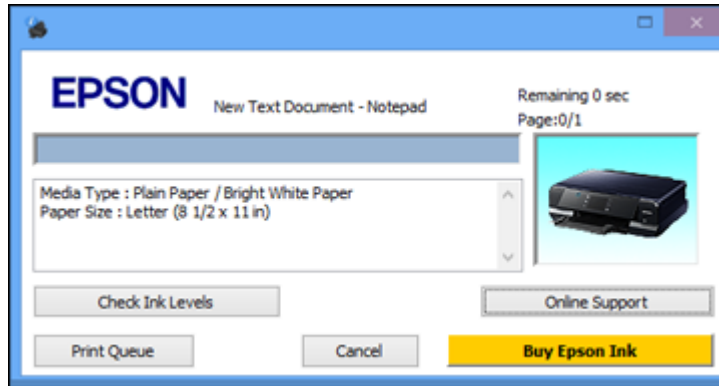 EPSON
New Text Document - Notepad
Remaining 0 sec
Page:0/1
Media Type : Plain Paper / Bright White Paper
Paper Size : Letter (8 1/2 x 11 in)
Check Ink Levels
Online Support
Print Queue
Cancel
Buy Epson Ink